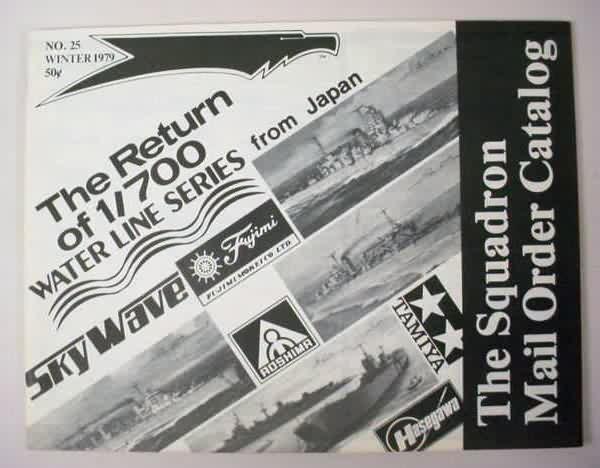 NO. 25
WINTER 1979
50¢
The Return
of 1/700
WATER LINE SERIES
from Japan
Fujimi
FUJIMI MOKEI CO LTD.
SKYWAVE
AOSHIMA
TAMIYA
Hasegawa
The Squadron
Mail Order Catalog